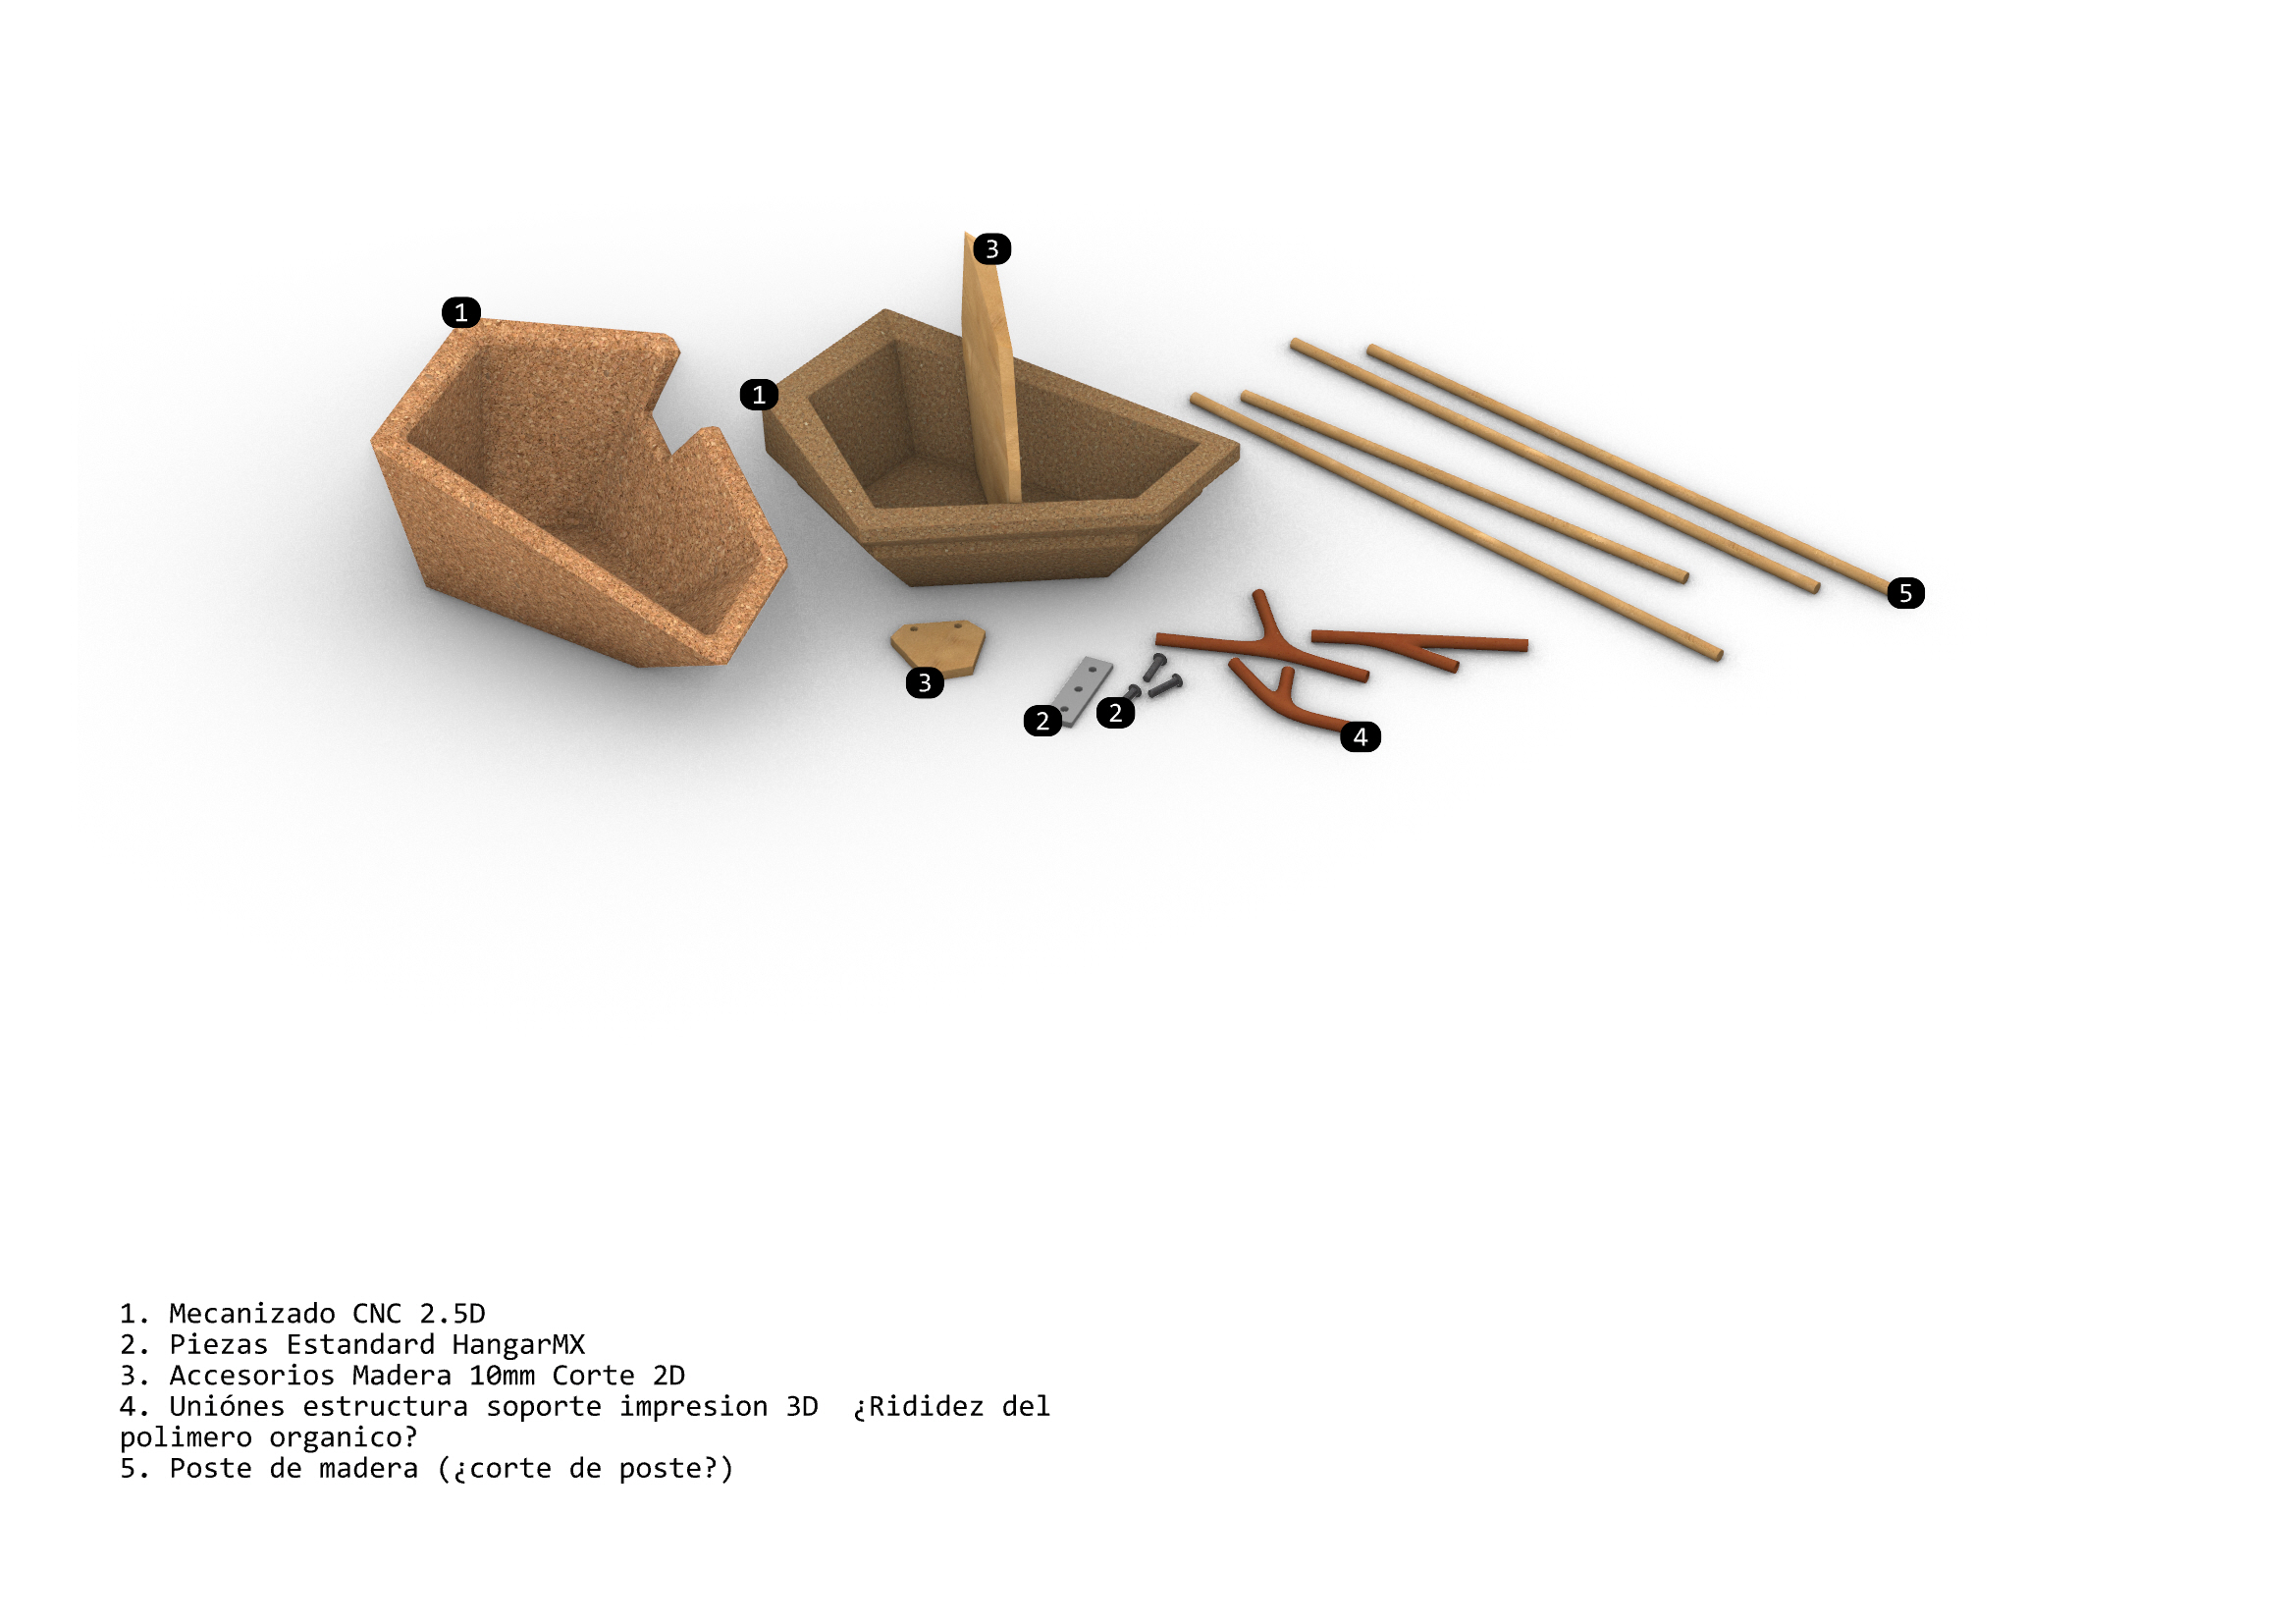 3
1
1
5
3
2
2
4
1. Mecanizado CNC 2.5D
2. Piezas Estandard HangarMX
3. Accesorios Madera 10mm Corte 2D
4. Uniónes estructura soporte impresion 3D  ¿Rididez del
polimero organico?
5. Poste de madera (¿corte de poste?)